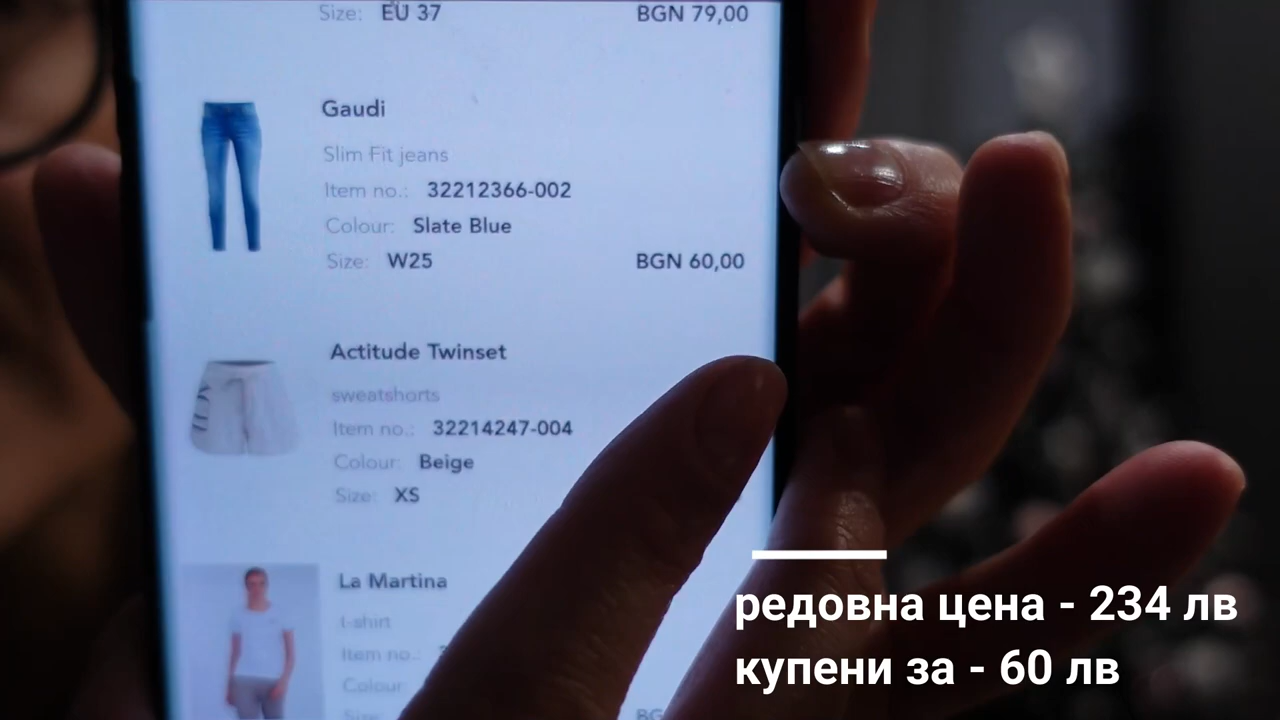 Size: EU 37 BGN 79,00
Gaudi
Slim Fit jeans
Item no.: 32212366-002
Colour: Slate Blue
Size: W25 BGN 60,00
Actitude Twinset
sweatshorts
Item no.: 32214247-004
Colour: Beige
Size: XS
La Martina
t-shirt
Item no.:
Colour
Size BG
редовна цена - 234 лв
купени за - 60 лв